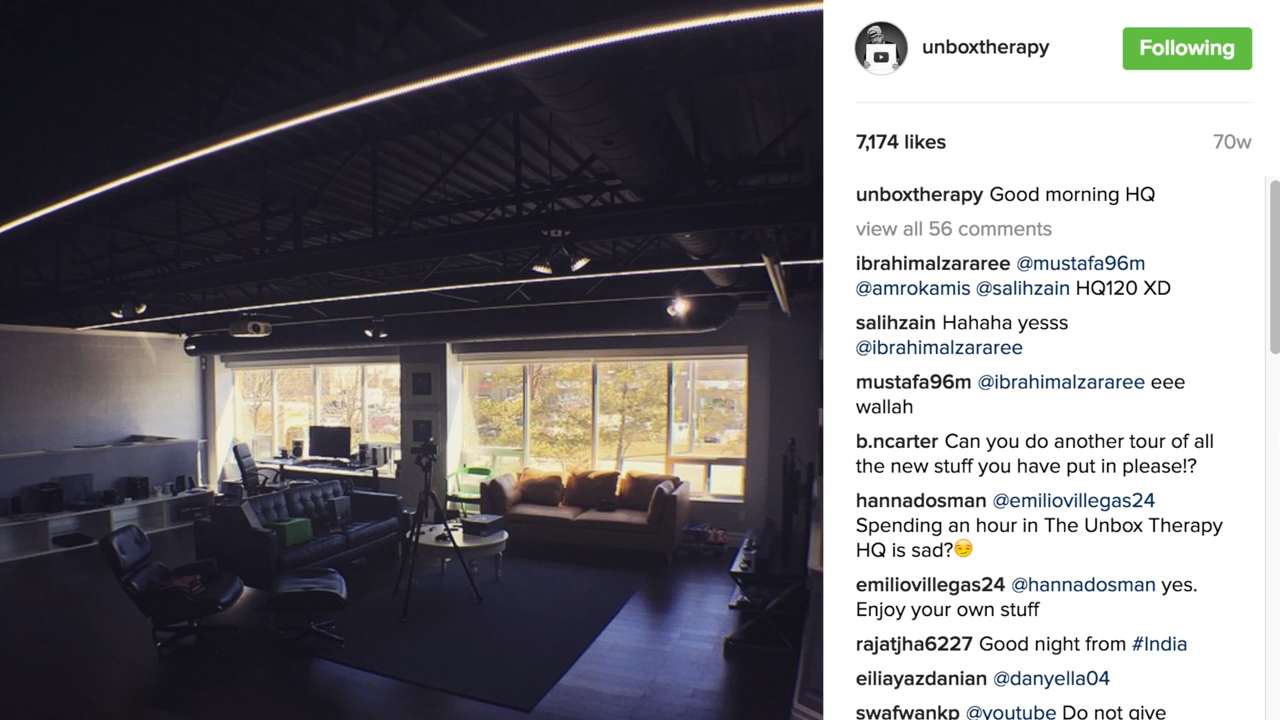 unboxtherapy
Following
7,174 likes
70w
unboxtherapy Good morning HQ
view all 56 comments
ibrahimalzararee @mustafa96m
@amrokamis @salihzain HQ120 XD
salihzain Hahaha yesss
@ibrahimalzararee
mustafa96m @ibrahimalzararee eee
wallah
b.ncarter Can you do another tour of all
the new stuff you have put in please!?
hannadosman @emiliovillegas24
Spending an hour in The Unbox Therapy
HQ is sad?😏
emiliovillegas24 @hannadosman yes.
Enjoy your own stuff
rajatjha6227 Good night from #India
eiliayazdanian @danyella04
swafwankp @youtube Do not give